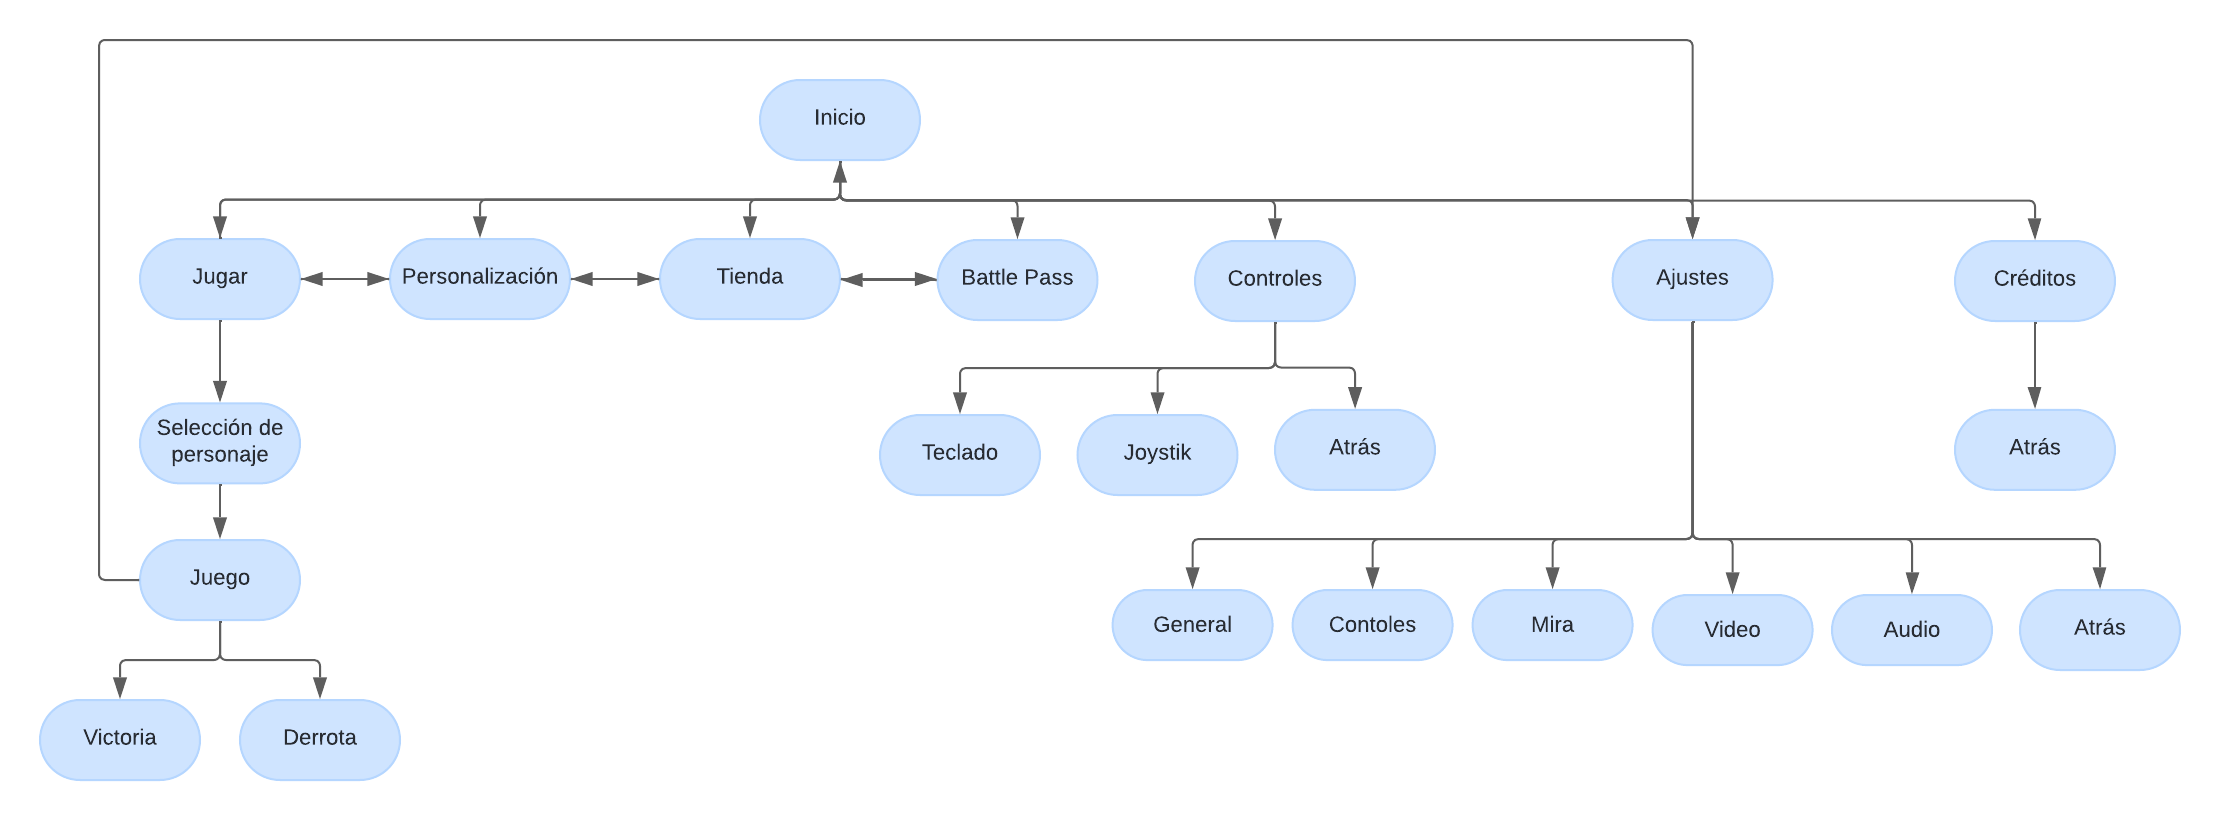 Inicio
Jugar
Personalización
Tienda
Battle Pass
Controles
Ajustes
Créditos
Selección de
personaje
Teclado
Joystik
Atrás
Atrás
Juego
General
Contoles
Mira
Video
Audio
Atrás
Victoria
Derrota